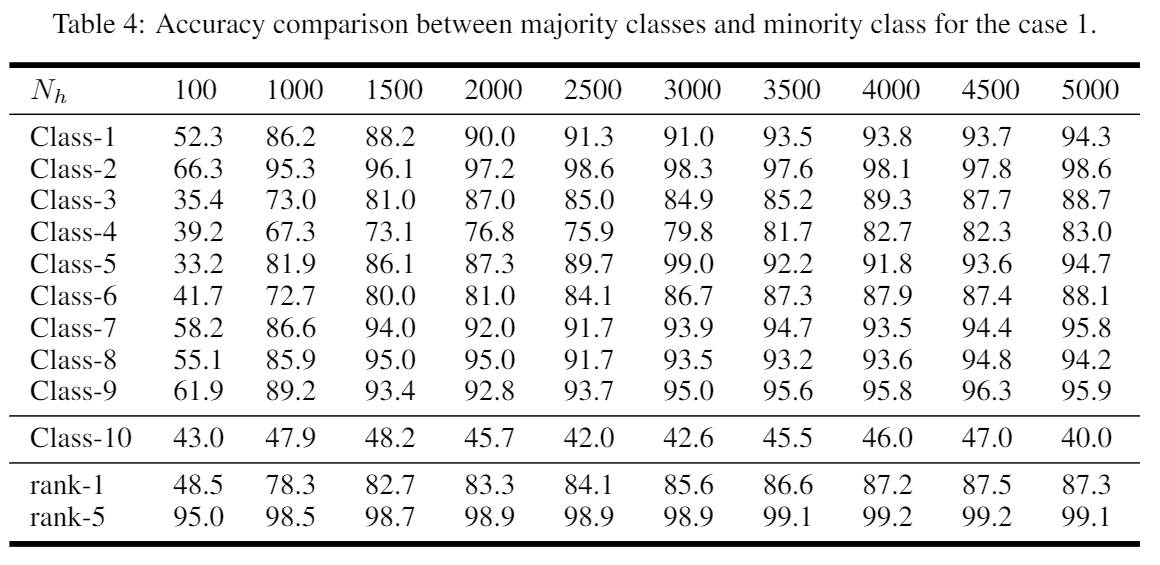 Table 4: Accuracy comparison between majority classes and minority class for the case 1.
N_h 100 1000 1500 2000 2500 3000 3500 4000 4500 5000
Class-1 52.3 86.2 88.2 90.0 91.3 91.0 93.5 93.8 93.7 94.3
Class-2 66.3 95.3 96.1 97.2 98.6 98.3 97.6 98.1 97.8 98.6
Class-3 35.4 73.0 81.0 87.0 85.0 84.9 85.2 89.3 87.7 88.7
Class-4 39.2 67.3 73.1 76.8 75.9 79.8 81.7 82.7 82.3 83.0
Class-5 33.2 81.9 86.1 87.3 89.7 99.0 92.2 91.8 93.6 94.7
Class-6 41.7 72.7 80.0 81.0 84.1 86.7 87.3 87.9 87.4 88.1
Class-7 58.2 86.6 94.0 92.0 91.7 93.9 94.7 93.5 94.4 95.8
Class-8 55.1 85.9 95.0 95.0 91.7 93.5 93.2 93.6 94.8 94.2
Class-9 61.9 89.2 93.4 92.8 93.7 95.0 95.6 95.8 96.3 95.9
Class-10 43.0 47.9 48.2 45.7 42.0 42.6 45.5 46.0 47.0 40.0
rank-1 48.5 78.3 82.7 83.3 84.1 85.6 86.6 87.2 87.5 87.3
rank-5 95.0 98.5 98.7 98.9 98.9 98.9 99.1 99.2 99.2 99.1